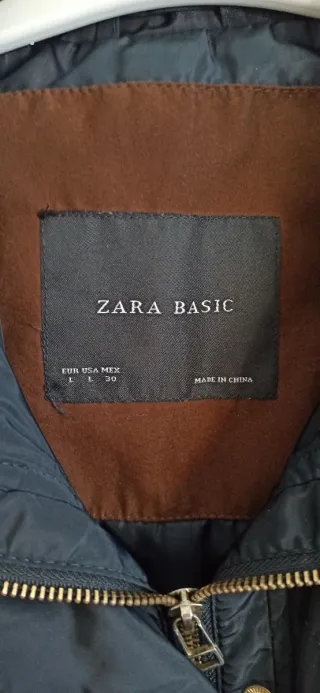 ZARA BASIC
EUR USA MEX
L L 30
MADE IN CHINA